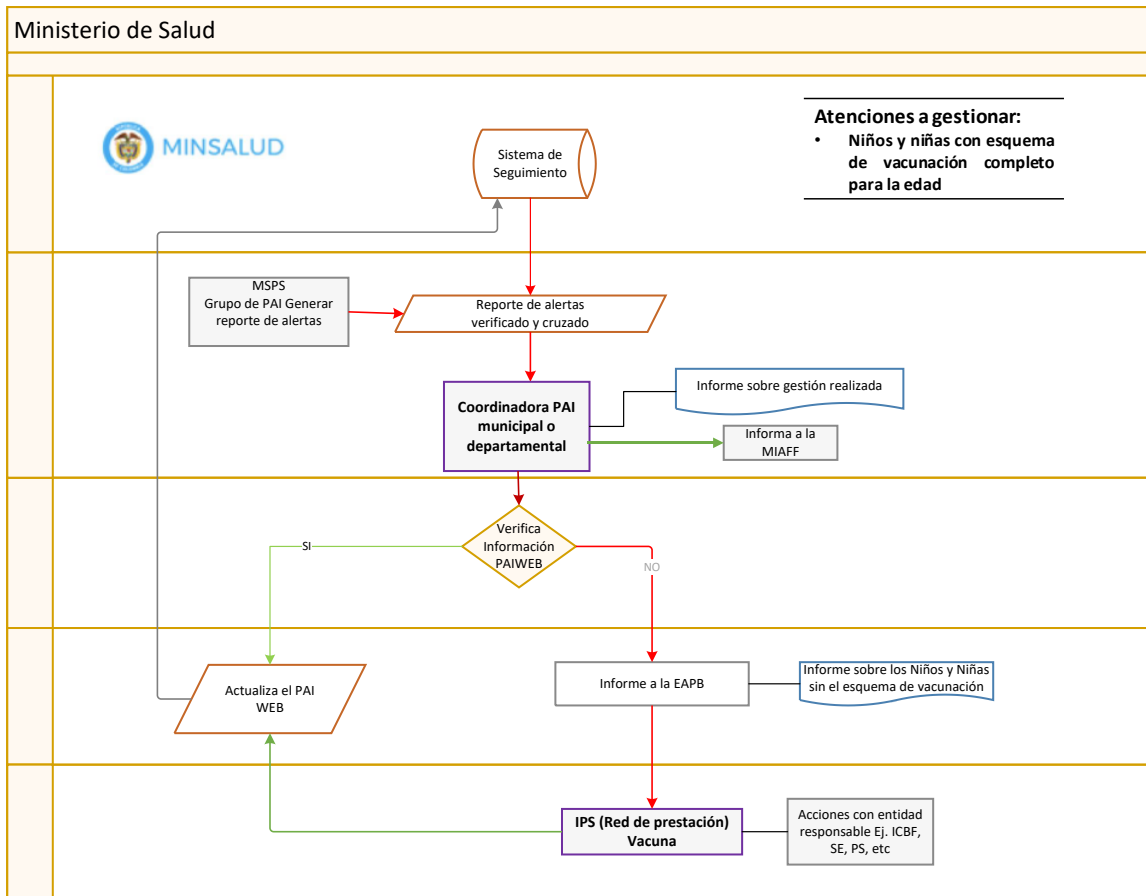 Ministerio de Salud
MINSALUD
Atenciones a gestionar:
• Niños y niñas con esquema
de vacunación completo
para la edad
Sistema de
Seguimiento
MSPS
Grupo de PAI Generar
reporte de alertas
Reporte de alertas
verificado y cruzado
Coordinadora PAI
municipal o
departamental
Informe sobre gestión realizada
Informa a la
MIAFF
Verifica
Información
PAIWEB
SI
NO
Actualiza el PAI
WEB
Informe a la EAPB
Informe sobre los Niños y Niñas
sin el esquema de vacunación
IPS (Red de prestación)
Vacuna
Acciones con entidad
responsable Ej. ICBF,
SE, PS, etc